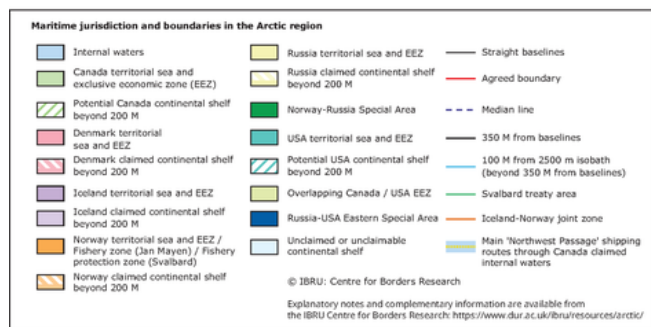 Maritime jurisdiction and boundaries in the Arctic region
Internal waters
Canada territorial sea and
exclusive economic zone (EEZ)
Potential Canada continental shelf
beyond 200 M
Denmark territorial
sea and EEZ
Denmark claimed continental shelf
beyond 200 M
Iceland territorial sea and EEZ
Iceland claimed continental shelf
beyond 200 M
Norway territorial sea and EEZ /
Fishery zone (Jan Mayen) / Fishery
protection zone (Svalbard)
Norway claimed continental shelf
beyond 200 M
Russia territorial sea and EEZ
Russia claimed continental shelf
beyond 200 M
Norway-Russia Special Area
USA territorial sea and EEZ
Potential USA continental shelf
beyond 200 M
Overlapping Canada / USA EEZ
Russia-USA Eastern Special Area
Unclaimed or unclaimable
continental shelf
Straight baselines
Agreed boundary
Median line
350 M from baselines
100 M from 2500 m isobath
(beyond 350 M from baselines)
Svalbard treaty area
Iceland-Norway joint zone
Main 'Northwest Passage' shipping
routes through Canada claimed
internal waters
© IBRU: Centre for Borders Research
Explanatory notes and complementary information are available from
the IBRU Centre for Borders Research: https://www.dur.ac.uk/ibru/resources/arctic/